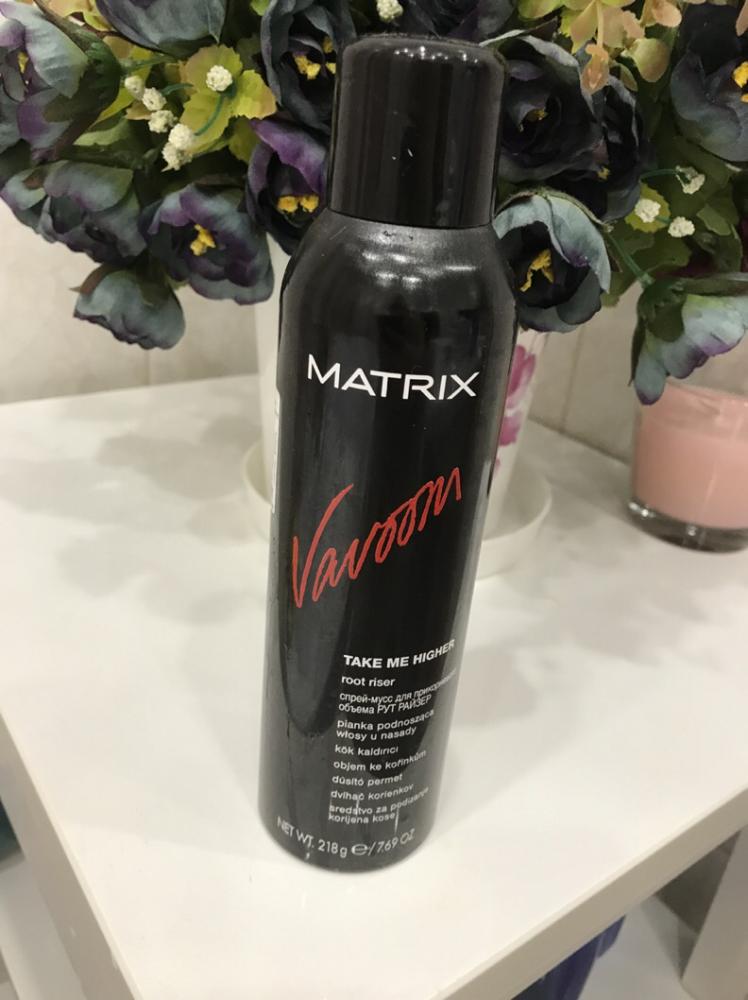 MATRIX
Vavoom
TAKE ME HIGHER
root riser
спрей-мусс для прикорневого
объема РУТ РАЙЗЕР
pianka podnosząca
włosy u nasady
kök kaldırıcı
objem ke kořínkům
dúsító permet
dvíhač korienkov
sredstvo za podizanje
korijena kose
NET WT. 218g ℮/7.69 OZ